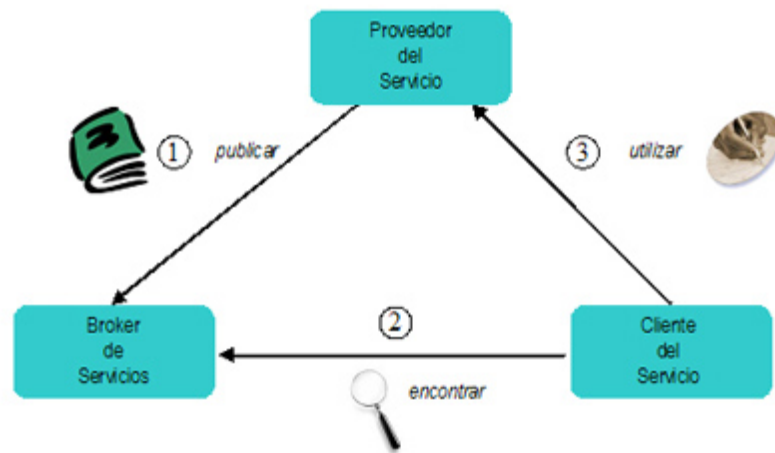 Proveedor
del
Servicio
1
publicar
3
utilizar
2
encontrar
Broker
de
Servicios
Cliente
del
Servicio